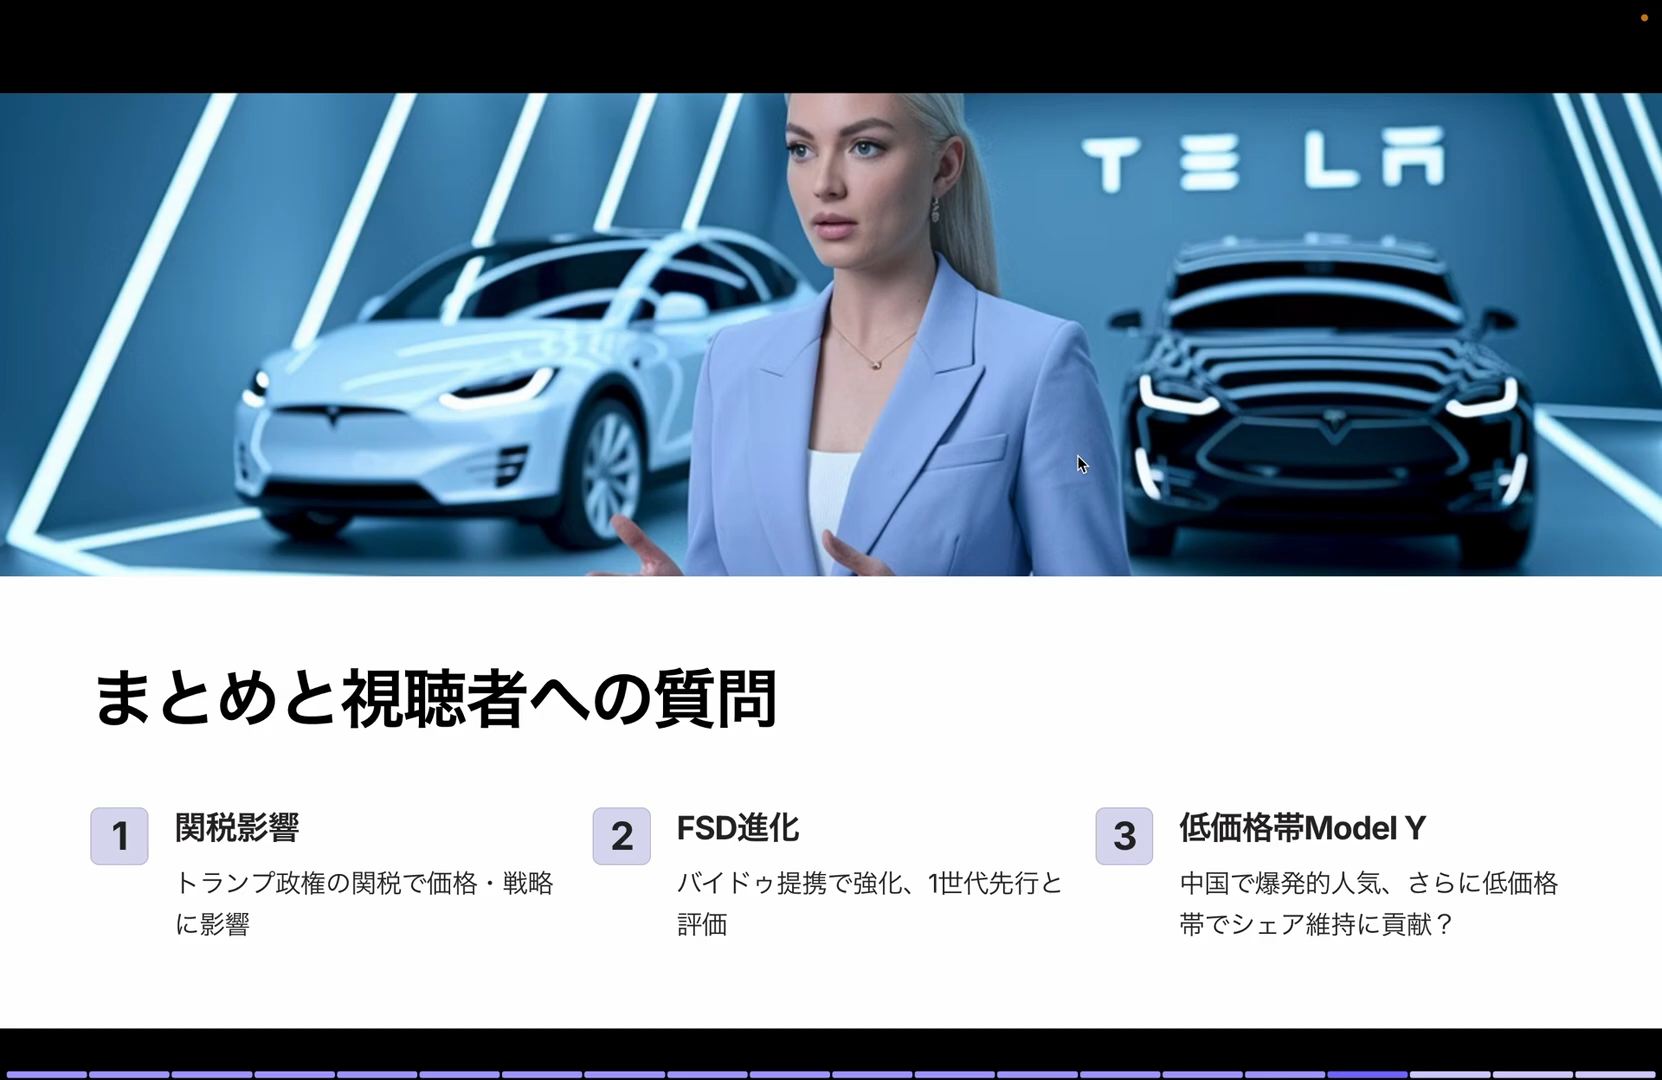 TELA
まとめと視聴者への質問
1
関税影響
トランプ政権の関税で価格・戦略
に影響
2
FSD進化
バイドゥ提携で強化、1世代先行と
評価
3
低価格帯Model Y
中国で爆発的人気、さらに低価格
帯でシェア維持に貢献？